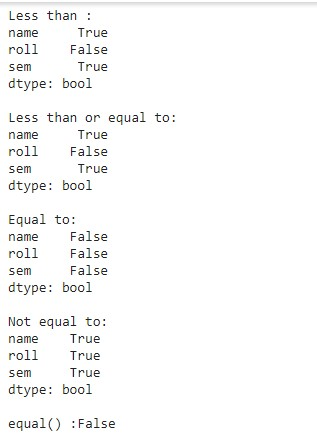 Less than :
name     True
roll    False
sem      True
dtype: bool

Less than or equal to:
name     True
roll    False
sem      True
dtype: bool

Equal to:
name    False
roll    False
sem     False
dtype: bool

Not equal to:
name    True
roll    True
sem     True
dtype: bool

equal() :False